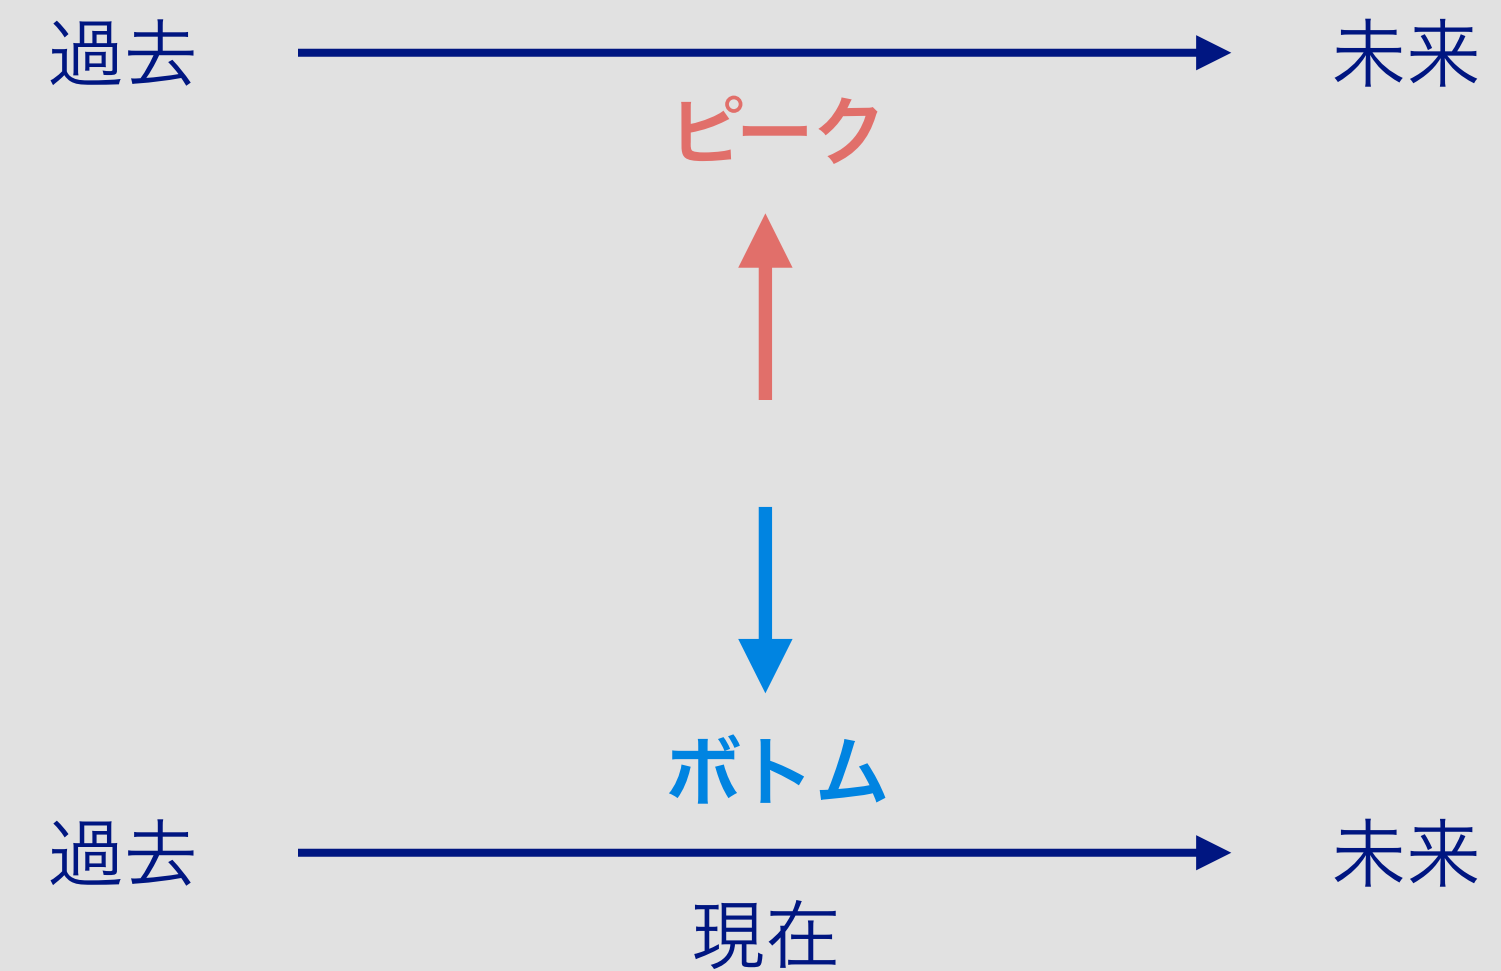 過去 未来
ピーク
ボトム
過去 未来
現在